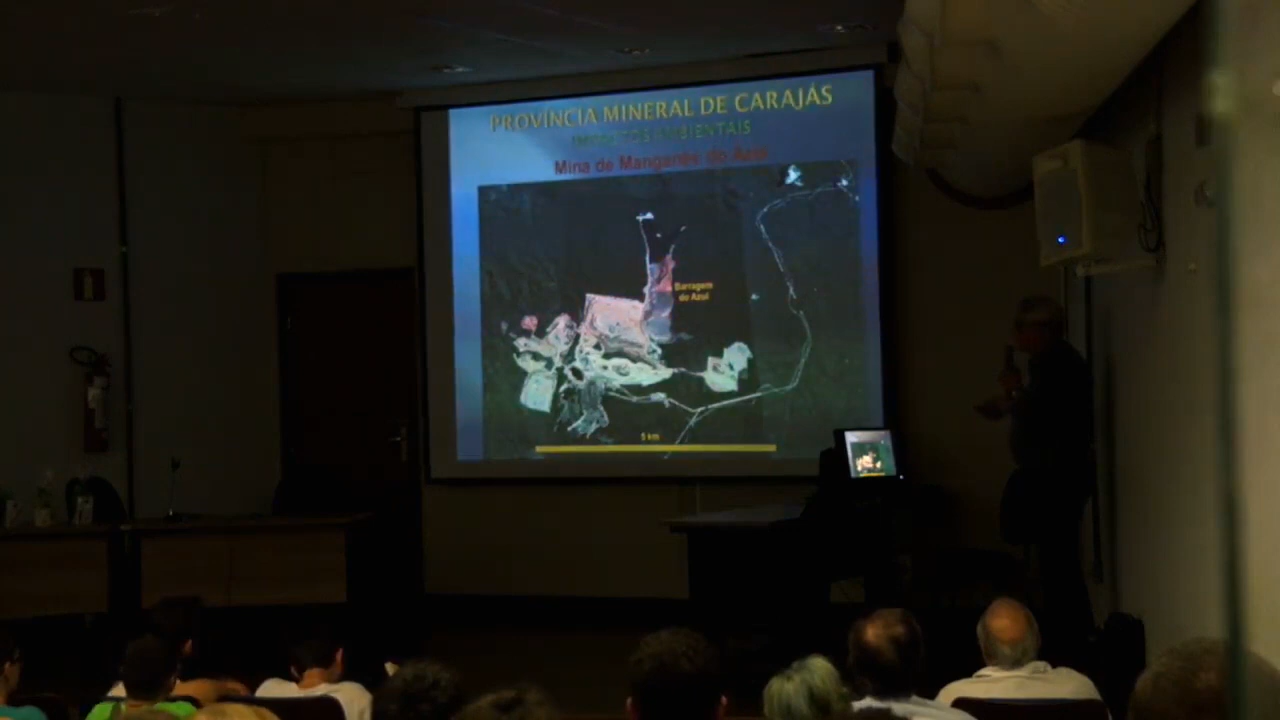 PROVÍNCIA MINERAL DE CARAJÁS
IMPACTOS AMBIENTAIS
Mina de Manganês do Azul
Barragem
do Azul
5 km